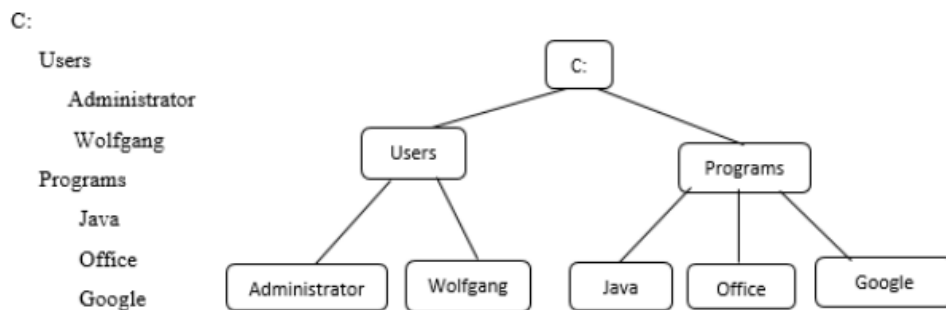 C:
Users
Administrator
Wolfgang
Programs
Java
Office
Google
C:
Users
Programs
Administrator
Wolfgang
Java
Office
Google